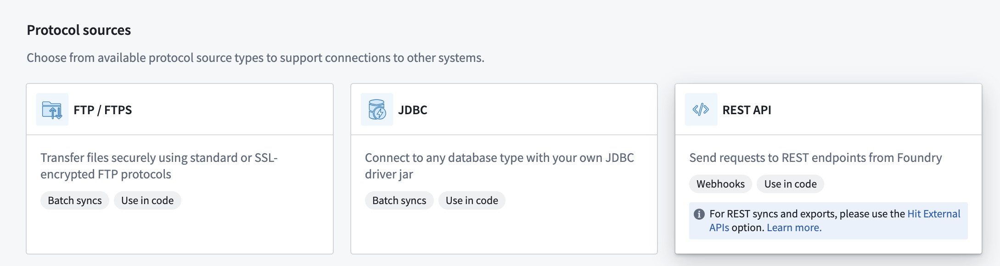 Protocol sources
Choose from available protocol source types to support connections to other systems.
FTP / FTPS
Transfer files securely using standard or SSL-
encrypted FTP protocols
Batch syncs
Use in code
JDBC
Connect to any database type with your own JDBC
driver jar
Batch syncs
Use in code
REST API
Send requests to REST endpoints from Foundry
Webhooks
Use in code
For REST syncs and exports, please use the Hit External
APIs option. Learn more.